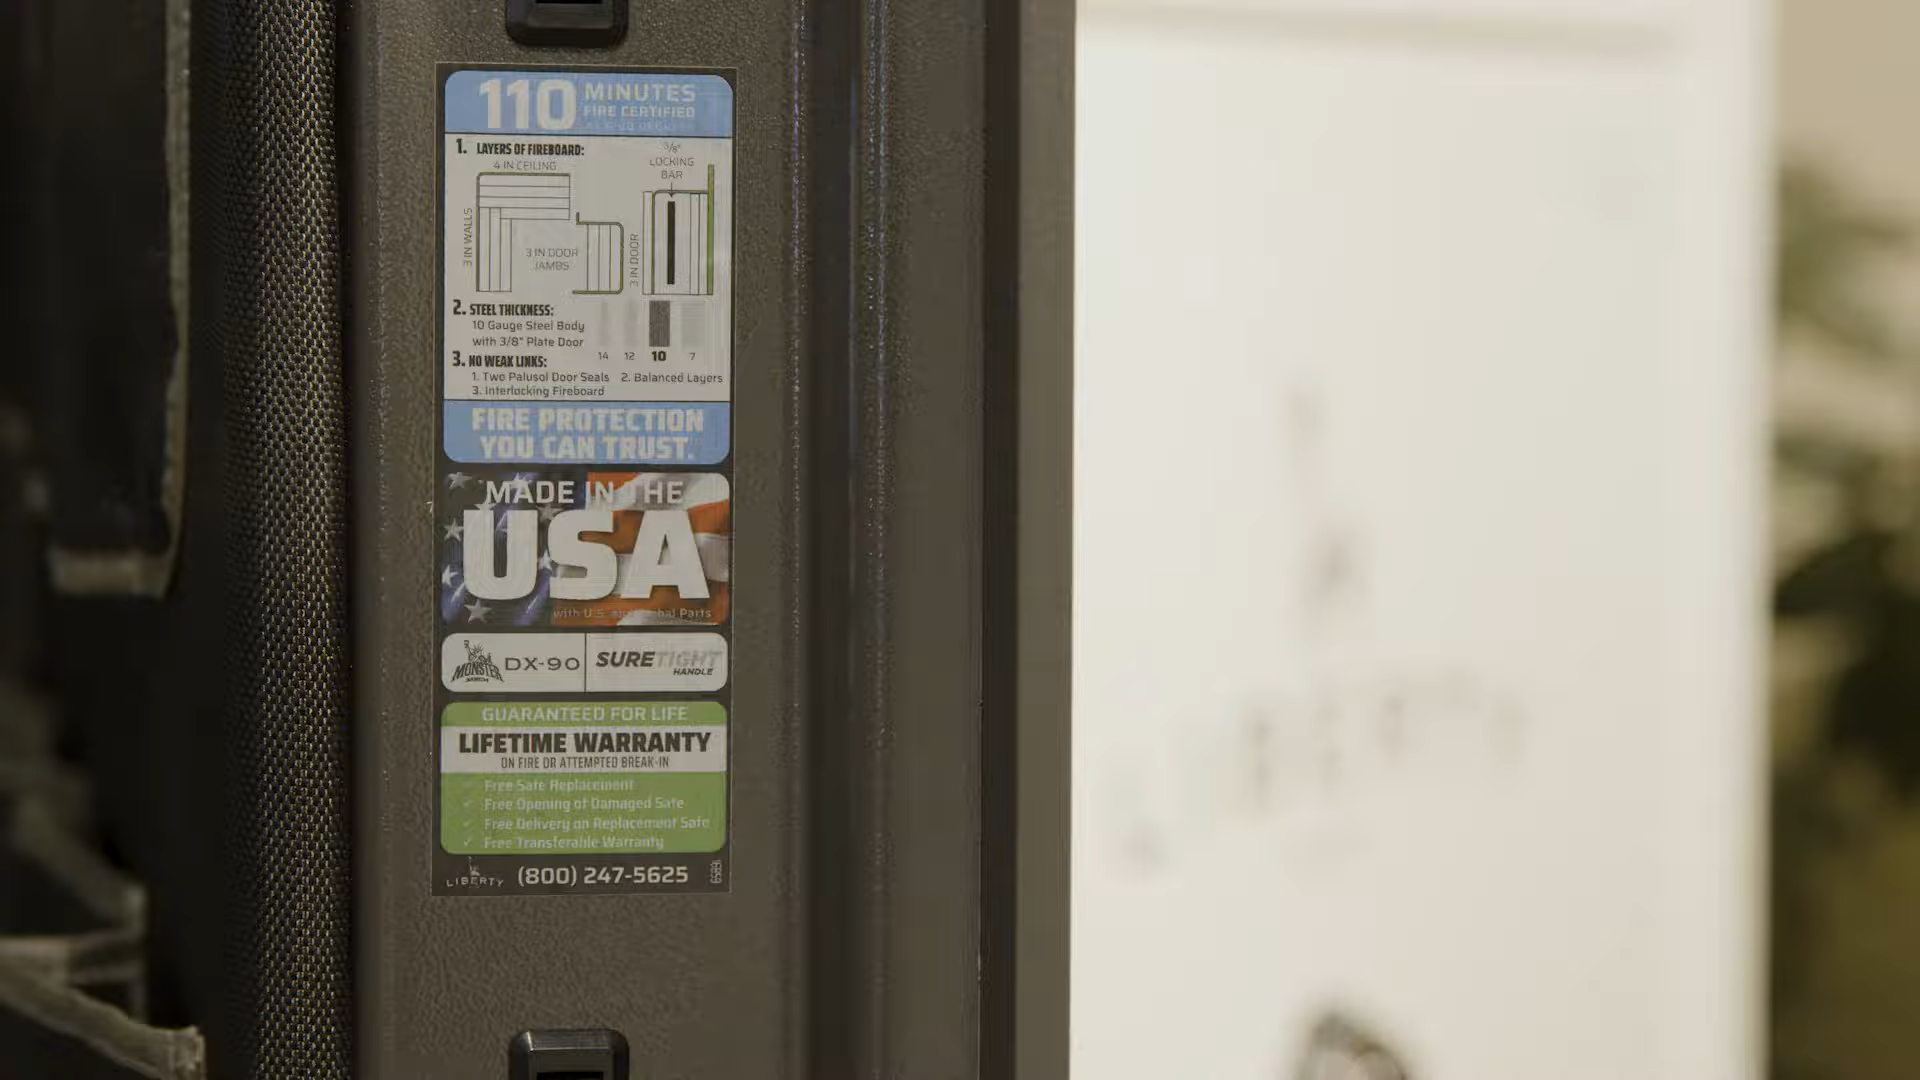 110 MINUTES
FIRE CERTIFIED
1. LAYERS OF FIREBOARD:
4 IN CEILING
3/8"
LOCKING
BAR
3 IN WALLS
3 IN DOOR
JAMBS
3 IN DOOR
2. STEEL THICKNESS:
10 Gauge Steel Body
with 3/8" Plate Door
14 12 10 7
3. NO WEAK LINKS:
1. Two Palusol Door Seals 2. Balanced Layers
3. Interlocking Fireboard
FIRE PROTECTION
YOU CAN TRUST.
MADE IN THE
USA
with U.S. and Global Parts
MONSTER
MECH
DX-90
SURETIGHT
HANDLE
GUARANTEED FOR LIFE
LIFETIME WARRANTY
ON FIRE OR ATTEMPTED BREAK-IN
✓ Free Safe Replacement
✓ Free Opening of Damaged Safe
✓ Free Delivery on Replacement Safe
✓ Free Transferable Warranty
LIBERTY (800) 247-5625